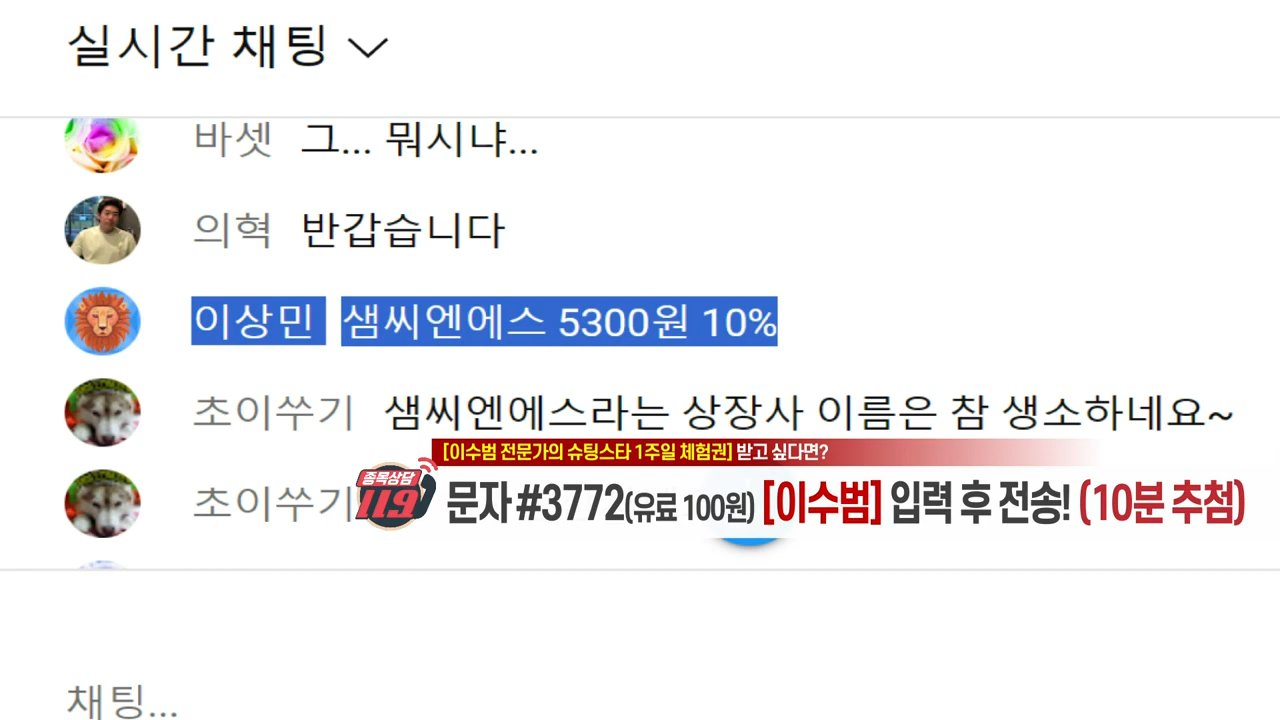 실시간 채팅
바셋 그... 뭐시냐...
의혁 반갑습니다
이상민 샘씨엔에스 5300원 10%
초이쑤기 샘씨엔에스라는 상장사 이름은 참 생소하네요~
[이수범 전문가의 슈팅스타 1주일 체험권] 받고 싶다면?
초이쑤기
종목상담
119
문자 #3772(유료 100원) [이수범] 입력 후 전송! (10분 추첨)
채팅...